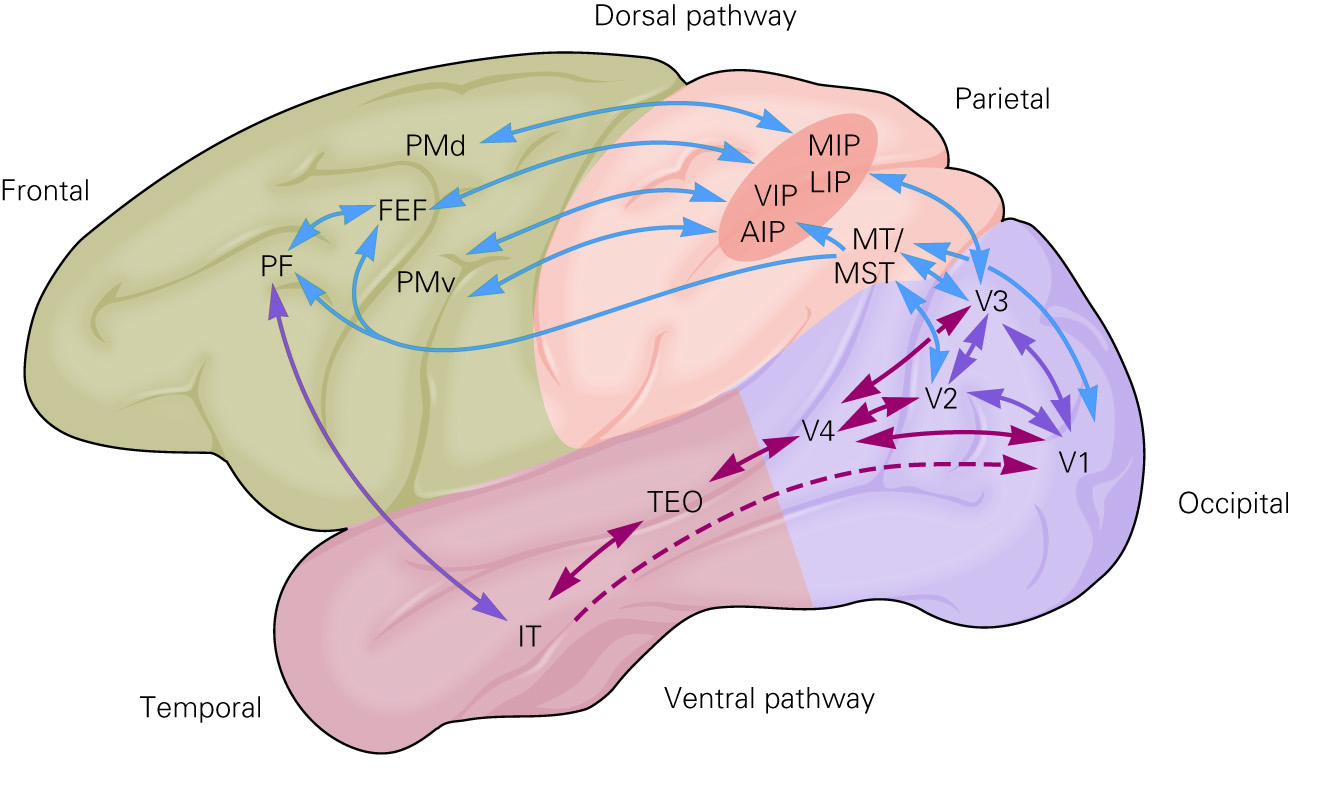 Dorsal pathway
Parietal
PMd
MIP
Frontal
LIP
VIP
FEF
AIP
MT/
MST
PF
PMv
V3
V2
V4
V1
TEO
Occipital
IT
Temporal
Ventral pathway